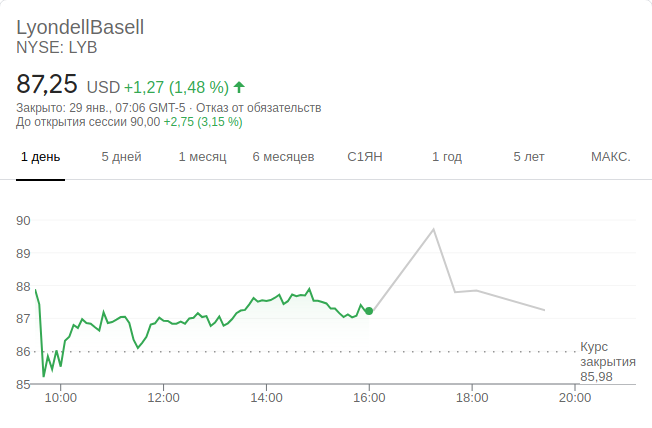 LyondellBasell
NYSE: LYB
87,25 USD +1,27 (1,48 %)
Закрыто: 29 янв., 07:06 GMT-5 · Отказ от обязательств
До открытия сессии 90,00 +2,75 (3,15 %)
1 день 5 дней 1 месяц 6 месяцев С1ЯН 1 год 5 лет МАКС.
90
89
88
87
86
85
Курс
закрытия
85,98
10:00 12:00 14:00 16:00 18:00 20:00